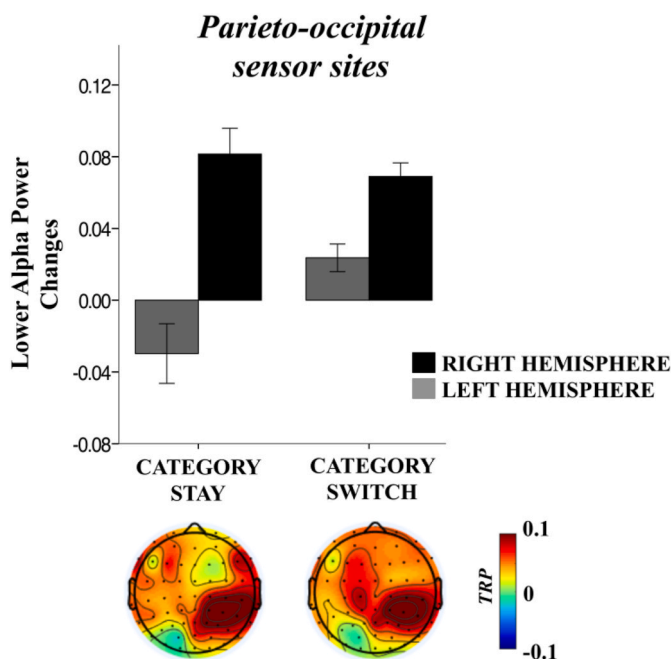 Parieto-occipital
sensor sites
Lower Alpha Power
Changes
0.12
0.08
0.04
0.00
-0.04
-0.08
RIGHT HEMISPHERE
LEFT HEMISPHERE
CATEGORY
STAY
CATEGORY
SWITCH
TRP
0.1
0
-0.1